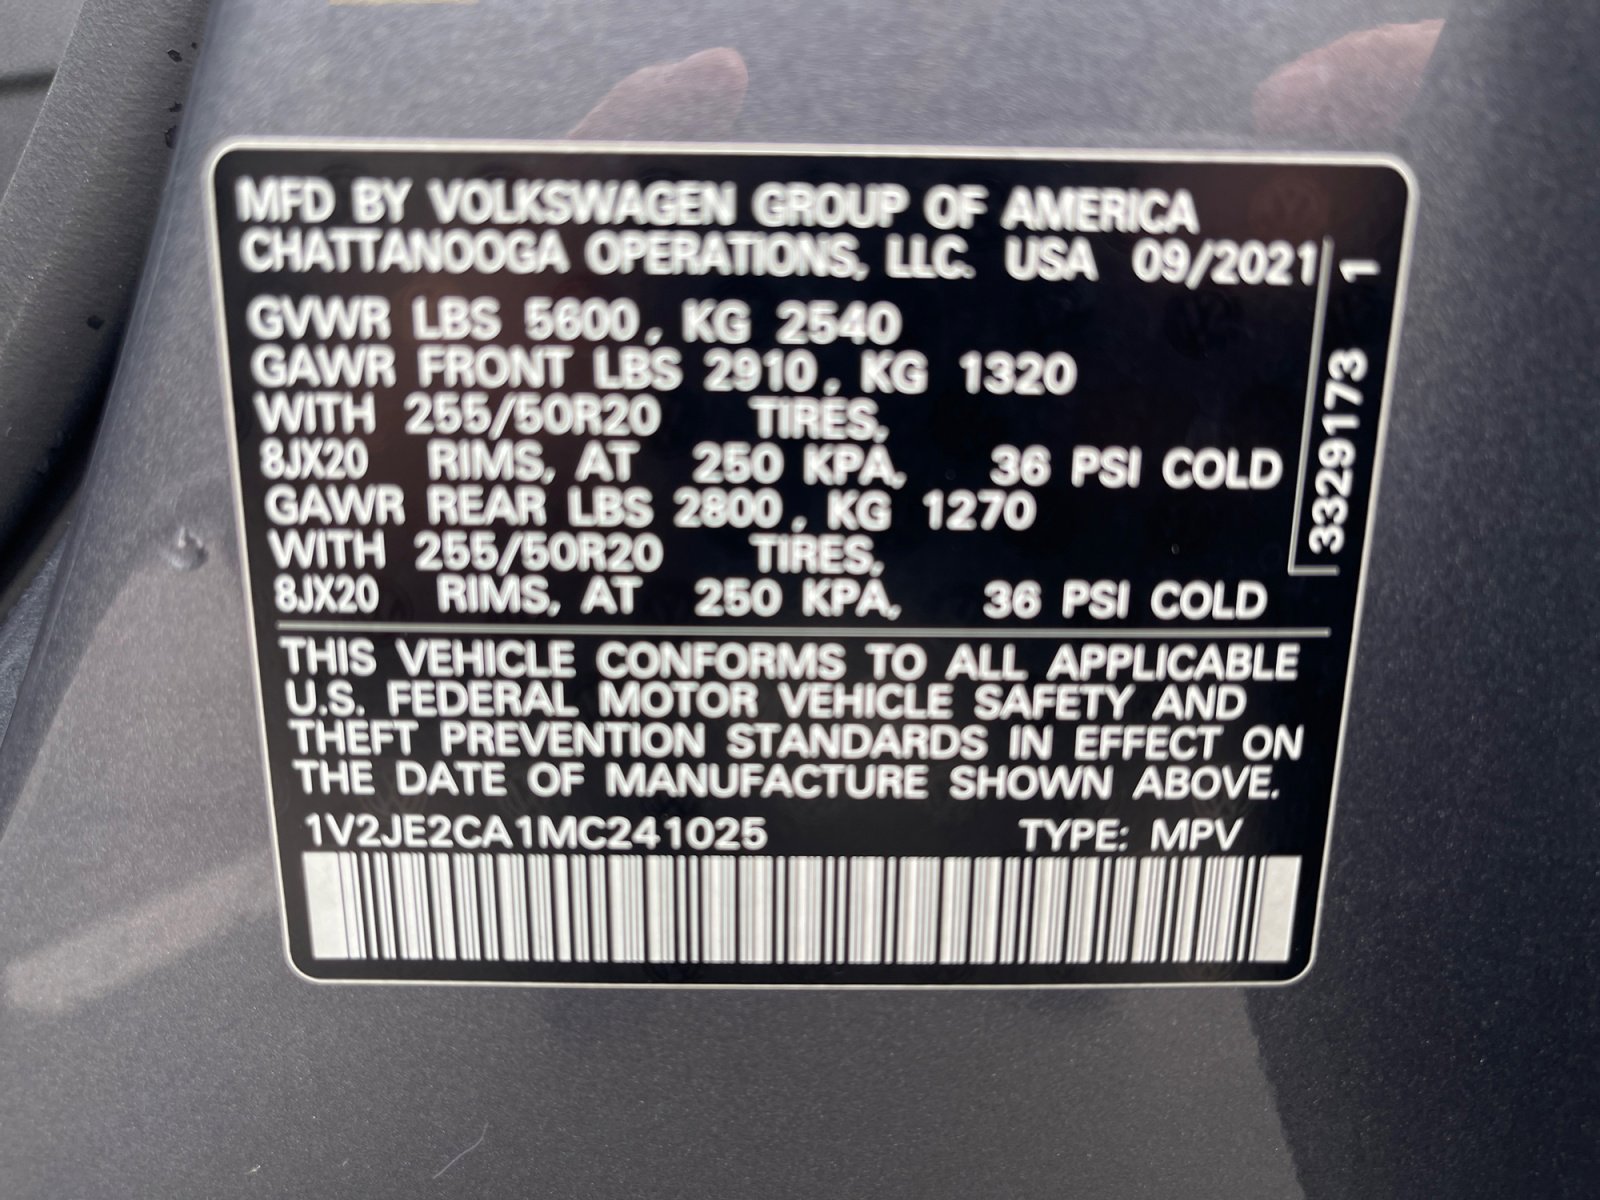 MFD BY VOLKSWAGEN GROUP OF AMERICA
CHATTANOOGA OPERATIONS, LLC. USA 09/2021
GVWR LBS 5600, KG 2540
GAWR FRONT LBS 2910, KG 1320
WITH 255/50R20 TIRES,
8JX20 RIMS, AT 250 KPA, 36 PSI COLD
GAWR REAR LBS 2800, KG 1270
WITH 255/50R20 TIRES,
8JX20 RIMS, AT 250 KPA, 36 PSI COLD
3329173 1
THIS VEHICLE CONFORMS TO ALL APPLICABLE
U.S. FEDERAL MOTOR VEHICLE SAFETY AND
THEFT PREVENTION STANDARDS IN EFFECT ON
THE DATE OF MANUFACTURE SHOWN ABOVE.
1V2JE2CA1MC241025 TYPE: MPV